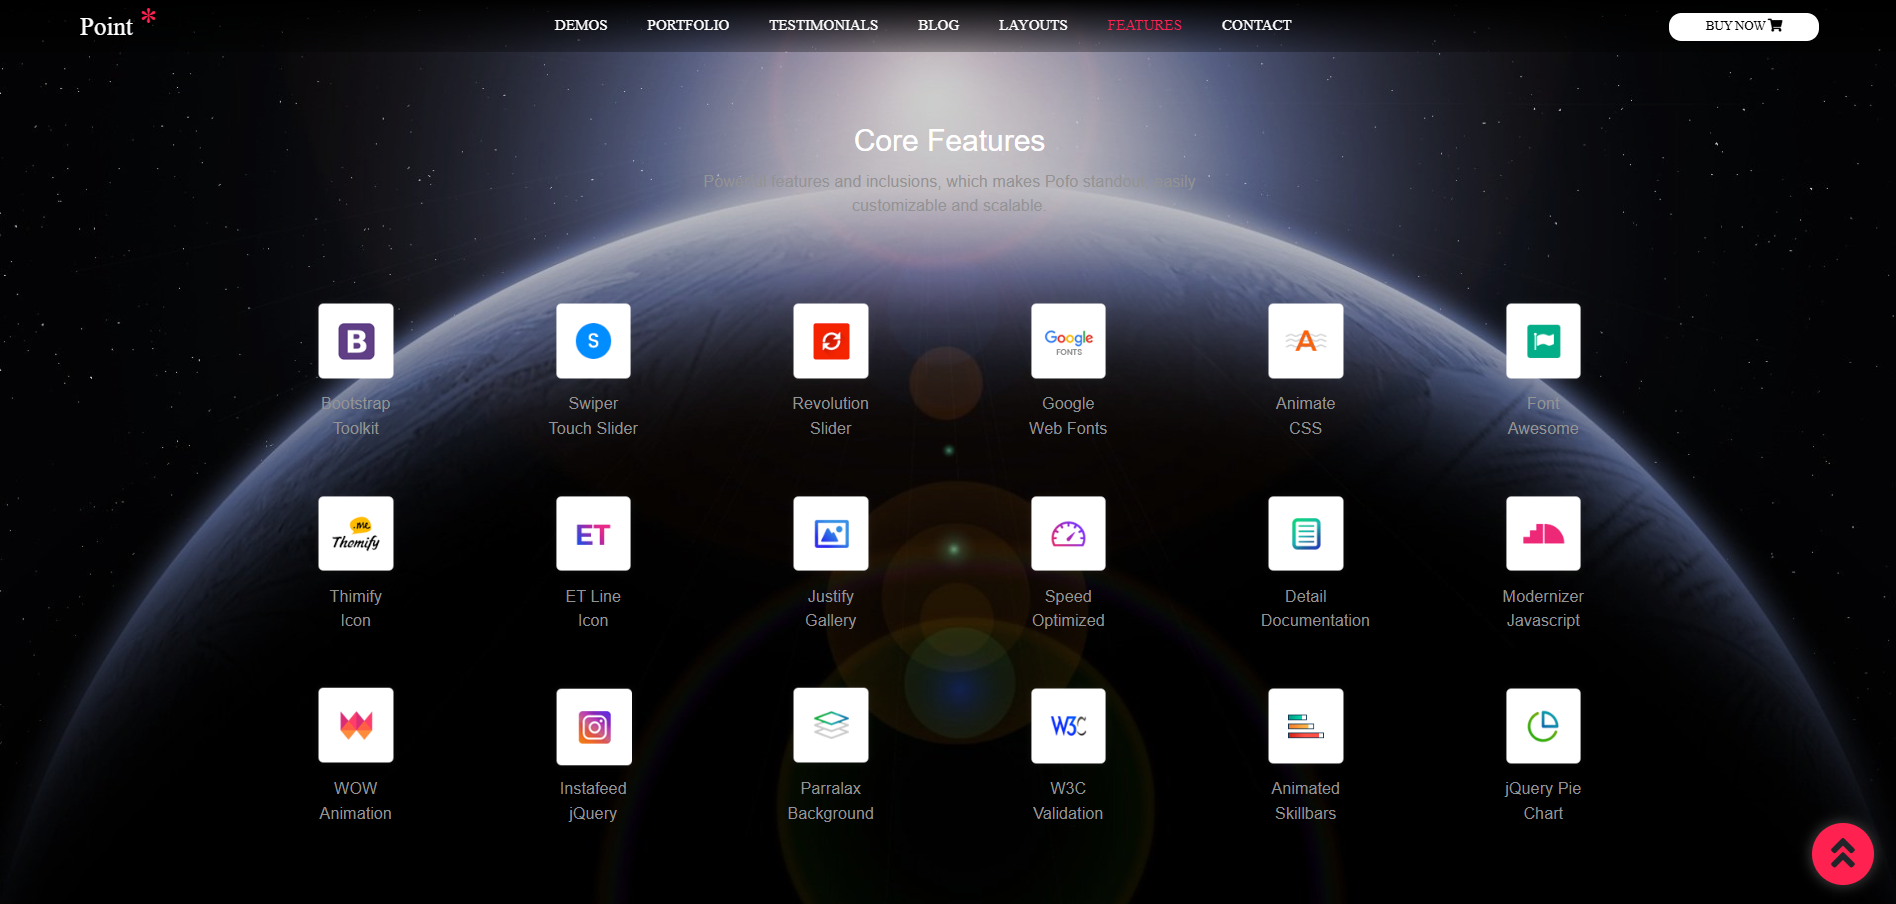 Point *
DEMOS PORTFOLIO TESTIMONIALS BLOG LAYOUTS FEATURES CONTACT
BUY NOW
Core Features
Powerful features and inclusions, which makes Pofo standout, easily
customizable and scalable.
B
S
Google
FONTS
A
Bootstrap
Toolkit
Swiper
Touch Slider
Revolution
Slider
Google
Web Fonts
Animate
CSS
Font
Awesome
.me
Themify
ET
Thimify
Icon
ET Line
Icon
Justify
Gallery
Speed
Optimized
Detail
Documentation
Modernizer
Javascript
W3C
WOW
Animation
Instafeed
jQuery
Parralax
Background
W3C
Validation
Animated
Skillbars
jQuery Pie
Chart